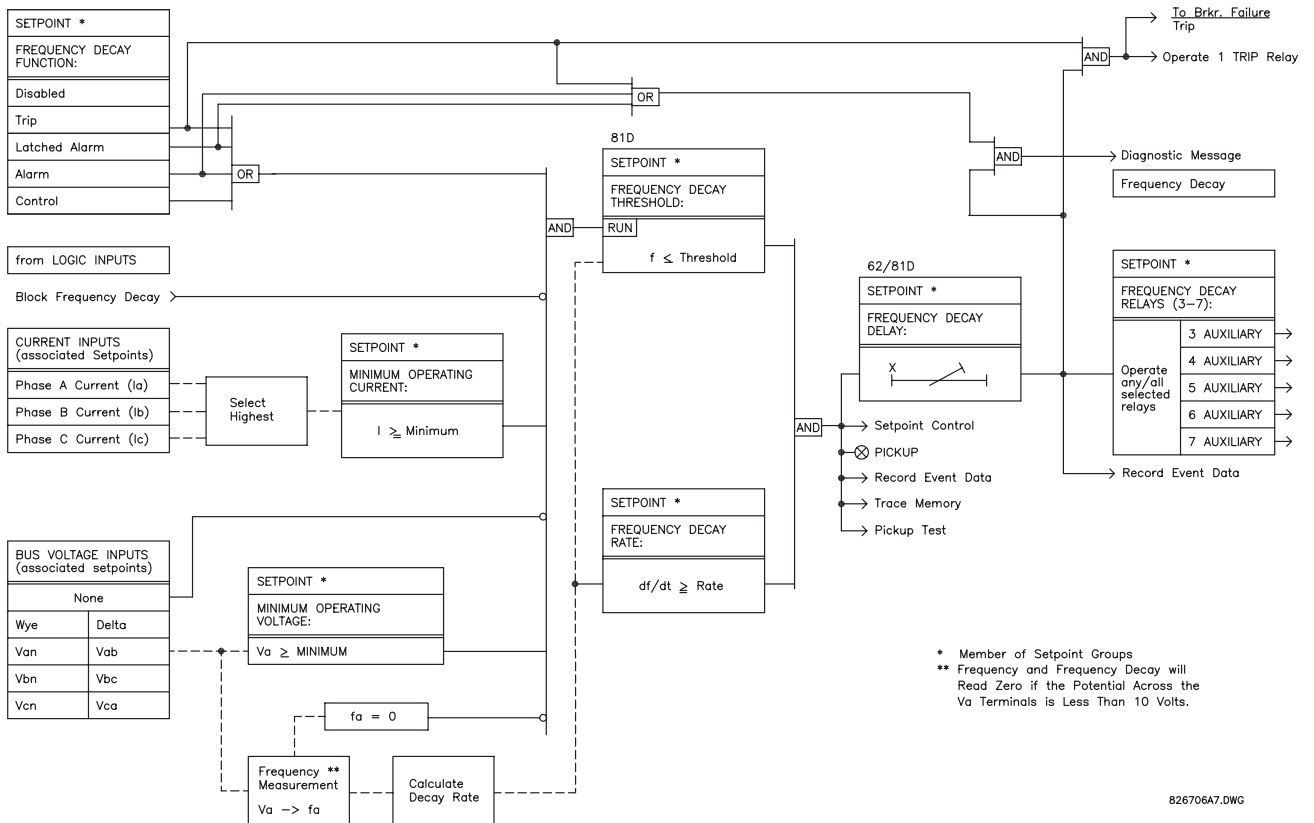 SETPOINT *
FREQUENCY DECAY
FUNCTION:
Disabled
Trip
Latched Alarm
Alarm
Control
OR
OR
AND
To Brkr. Failure
Trip
Operate 1 TRIP Relay
AND
Diagnostic Message
Frequency Decay
from LOGIC INPUTS
Block Frequency Decay
CURRENT INPUTS
(associated Setpoints)
Phase A Current (Ia)
Phase B Current (Ib)
Phase C Current (Ic)
Select
Highest
SETPOINT *
MINIMUM OPERATING
CURRENT:
I ≥ Minimum
BUS VOLTAGE INPUTS
(associated setpoints)
None
Wye Delta
Van Vab
Vbn Vbc
Vcn Vca
SETPOINT *
MINIMUM OPERATING
VOLTAGE:
Va ≥ MINIMUM
fa = 0
Frequency **
Measurement
Va -> fa
Calculate
Decay Rate
AND
81D
SETPOINT *
FREQUENCY DECAY
THRESHOLD:
RUN
f ≤ Threshold
SETPOINT *
FREQUENCY DECAY
RATE:
df/dt ≥ Rate
AND
62/81D
SETPOINT *
FREQUENCY DECAY
DELAY:
X
Setpoint Control
PICKUP
Record Event Data
Trace Memory
Pickup Test
SETPOINT *
FREQUENCY DECAY
RELAYS (3-7):
Operate
any/all
selected
relays
3 AUXILIARY
4 AUXILIARY
5 AUXILIARY
6 AUXILIARY
7 AUXILIARY
Record Event Data
* Member of Setpoint Groups
** Frequency and Frequency Decay will
Read Zero if the Potential Across the
Va Terminals is Less Than 10 Volts.
826706A7.DWG